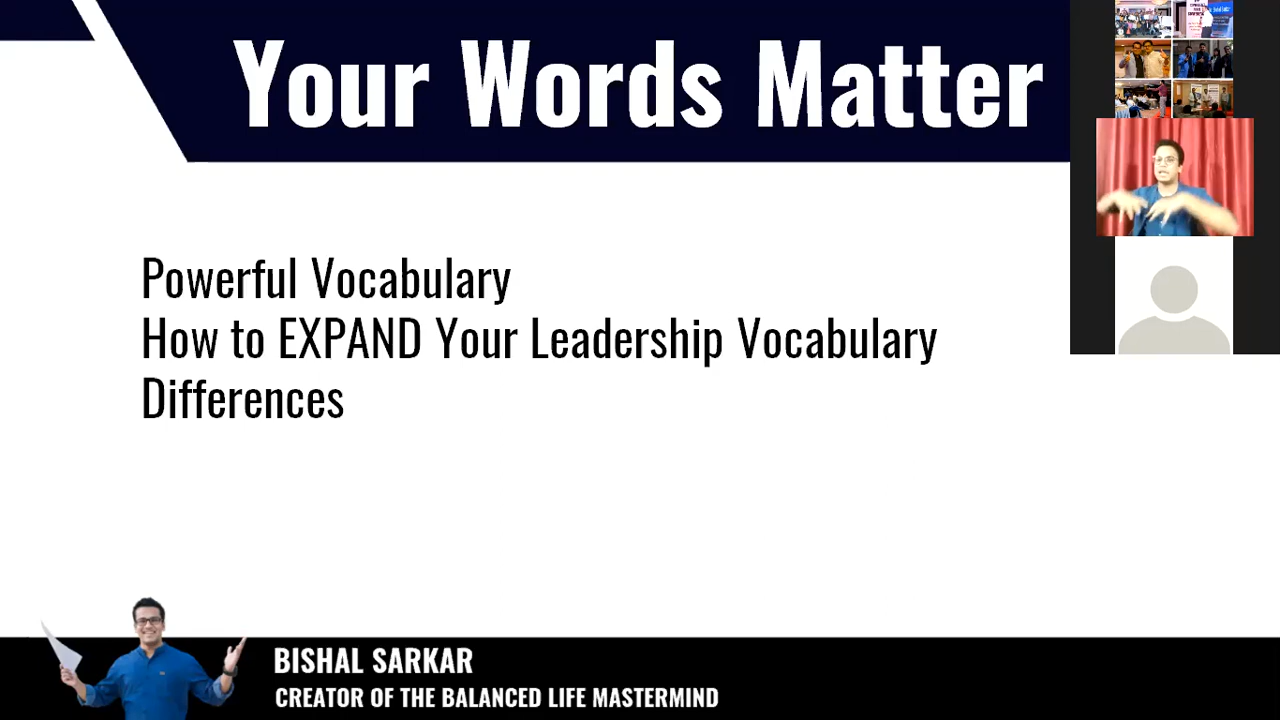 Your Words Matter
Powerful Vocabulary
How to EXPAND Your Leadership Vocabulary
Differences
BISHAL SARKAR
CREATOR OF THE BALANCED LIFE MASTERMIND